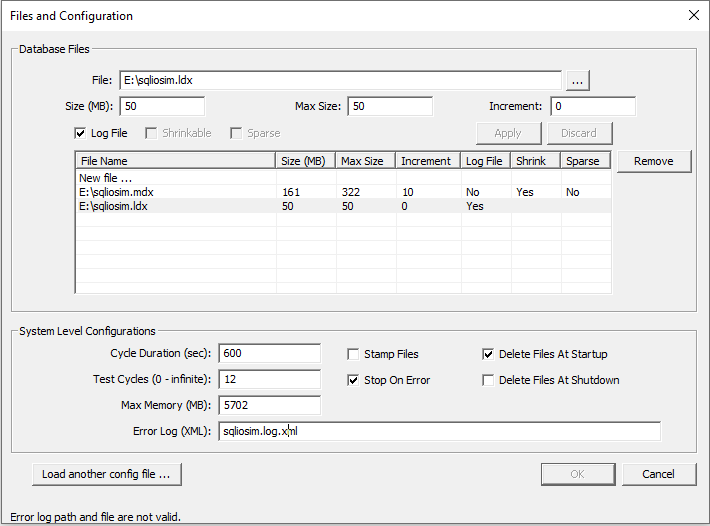 Files and Configuration
Database Files
File: E:\sqliosim.ldx ...
Size (MB): 50 Max Size: 50 Increment: 0
Log File Shrinkable Sparse Apply Discard
File Name Size (MB) Max Size Increment Log File Shrink Sparse Remove
New file ...
E:\sqliosim.mdx 161 322 10 No Yes No
E:\sqliosim.ldx 50 50 0 Yes
System Level Configurations
Cycle Duration (sec): 600 Stamp Files Delete Files At Startup
Test Cycles (0 - infinite): 12 Stop On Error Delete Files At Shutdown
Max Memory (MB): 5702
Error Log (XML): sqliosim.log.xml
Load another config file ... OK Cancel
Error log path and file are not valid.